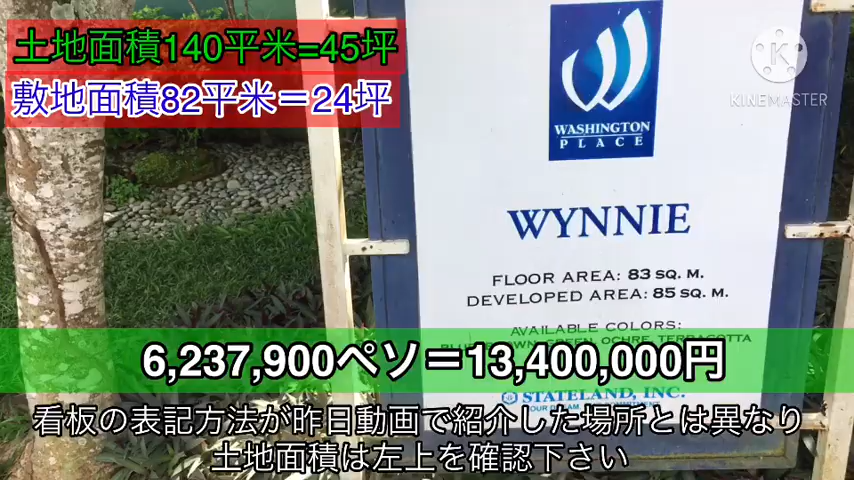 土地面積140平米=45坪
敷地面積82平米＝24坪
WASHINGTON
PLACE
KINEMASTER
WYNNIE
FLOOR AREA: 83 SQ. M.
DEVELOPED AREA: 85 SQ. M.
AVAILABLE COLORS:
GREEN, OCHRE, TERRACOTTA
6,237,900ペソ＝13,400,000円
STATELAND, INC.
看板の表記方法が昨日動画で紹介した場所とは異なり
土地面積は左上を確認下さい